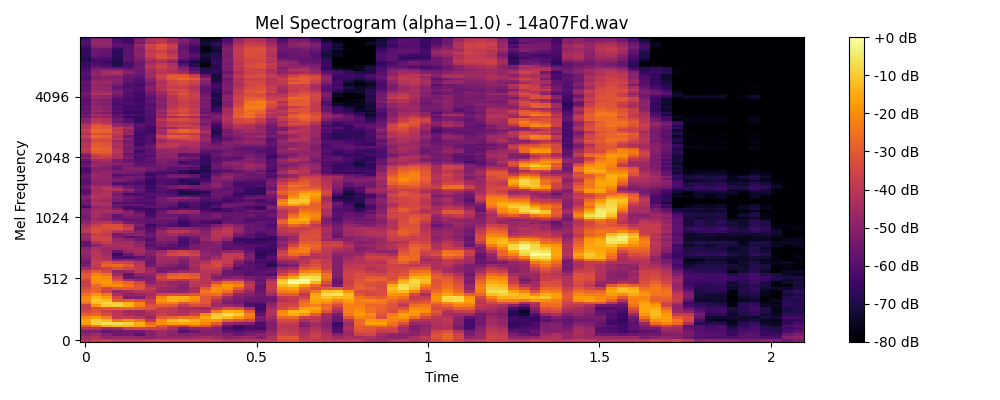 Mel Spectrogram (alpha=1.0) - 14a07Fd.wav
Mel Frequency
4096
2048
1024
512
0
0
0.5
1
1.5
2
Time
+0 dB
-10 dB
-20 dB
-30 dB
-40 dB
-50 dB
-60 dB
-70 dB
-80 dB